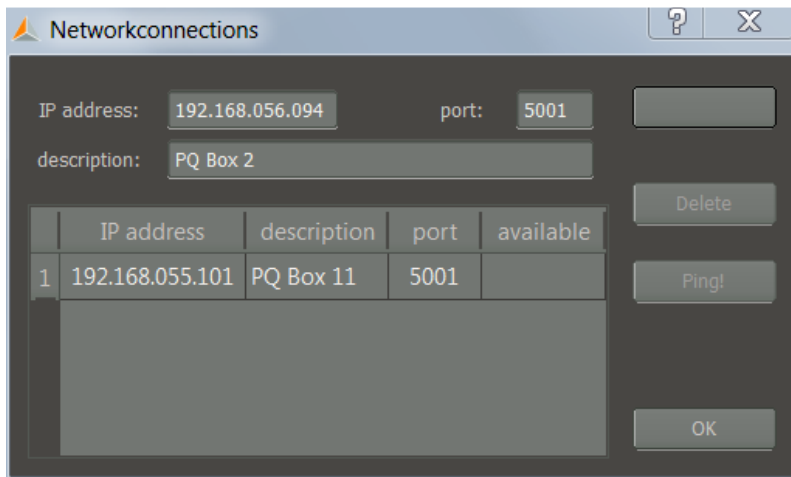 Networkconnections
IP address: 192.168.056.094 port: 5001
description: PQ Box 2
Delete
IP address description port available
1 192.168.055.101 PQ Box 11 5001
Ping!
OK